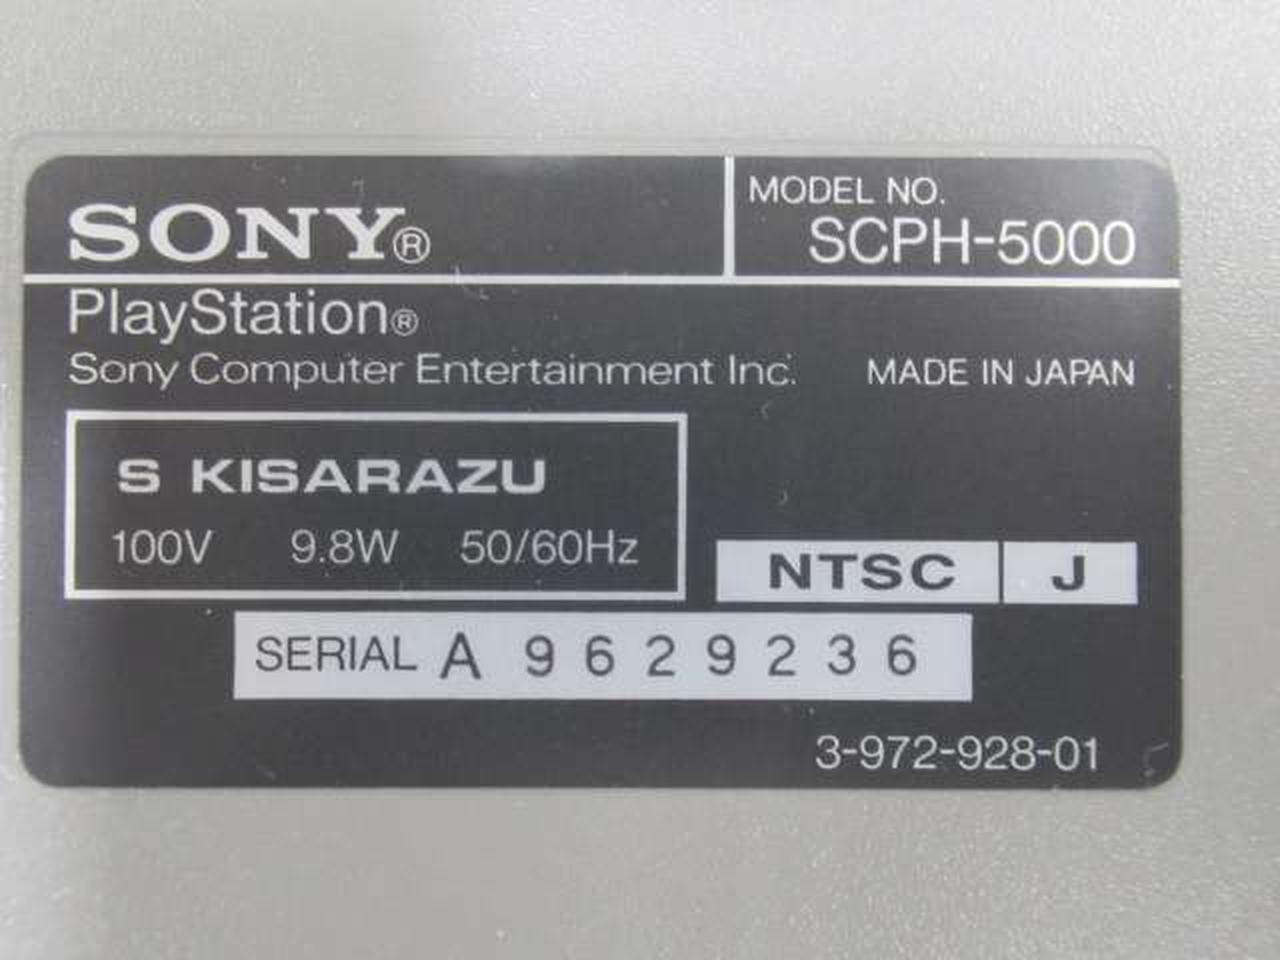 SONY®
MODEL NO.
SCPH-5000
PlayStation®
Sony Computer Entertainment Inc. MADE IN JAPAN
S KISARAZU
100V 9.8W 50/60Hz
NTSC J
SERIAL A 9629236
3-972-928-01